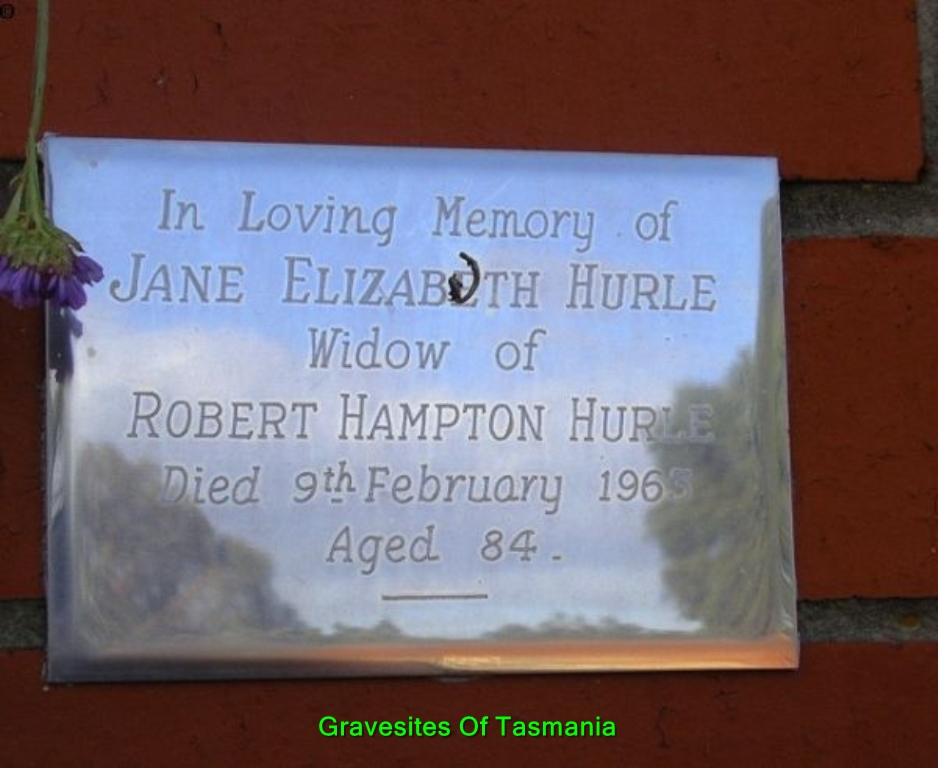 In Loving Memory of
JANE ELIZABETH HURLE
Widow of
ROBERT HAMPTON HURLE
Died 9th February
Aged 84.
Gravesites Of Tasmania